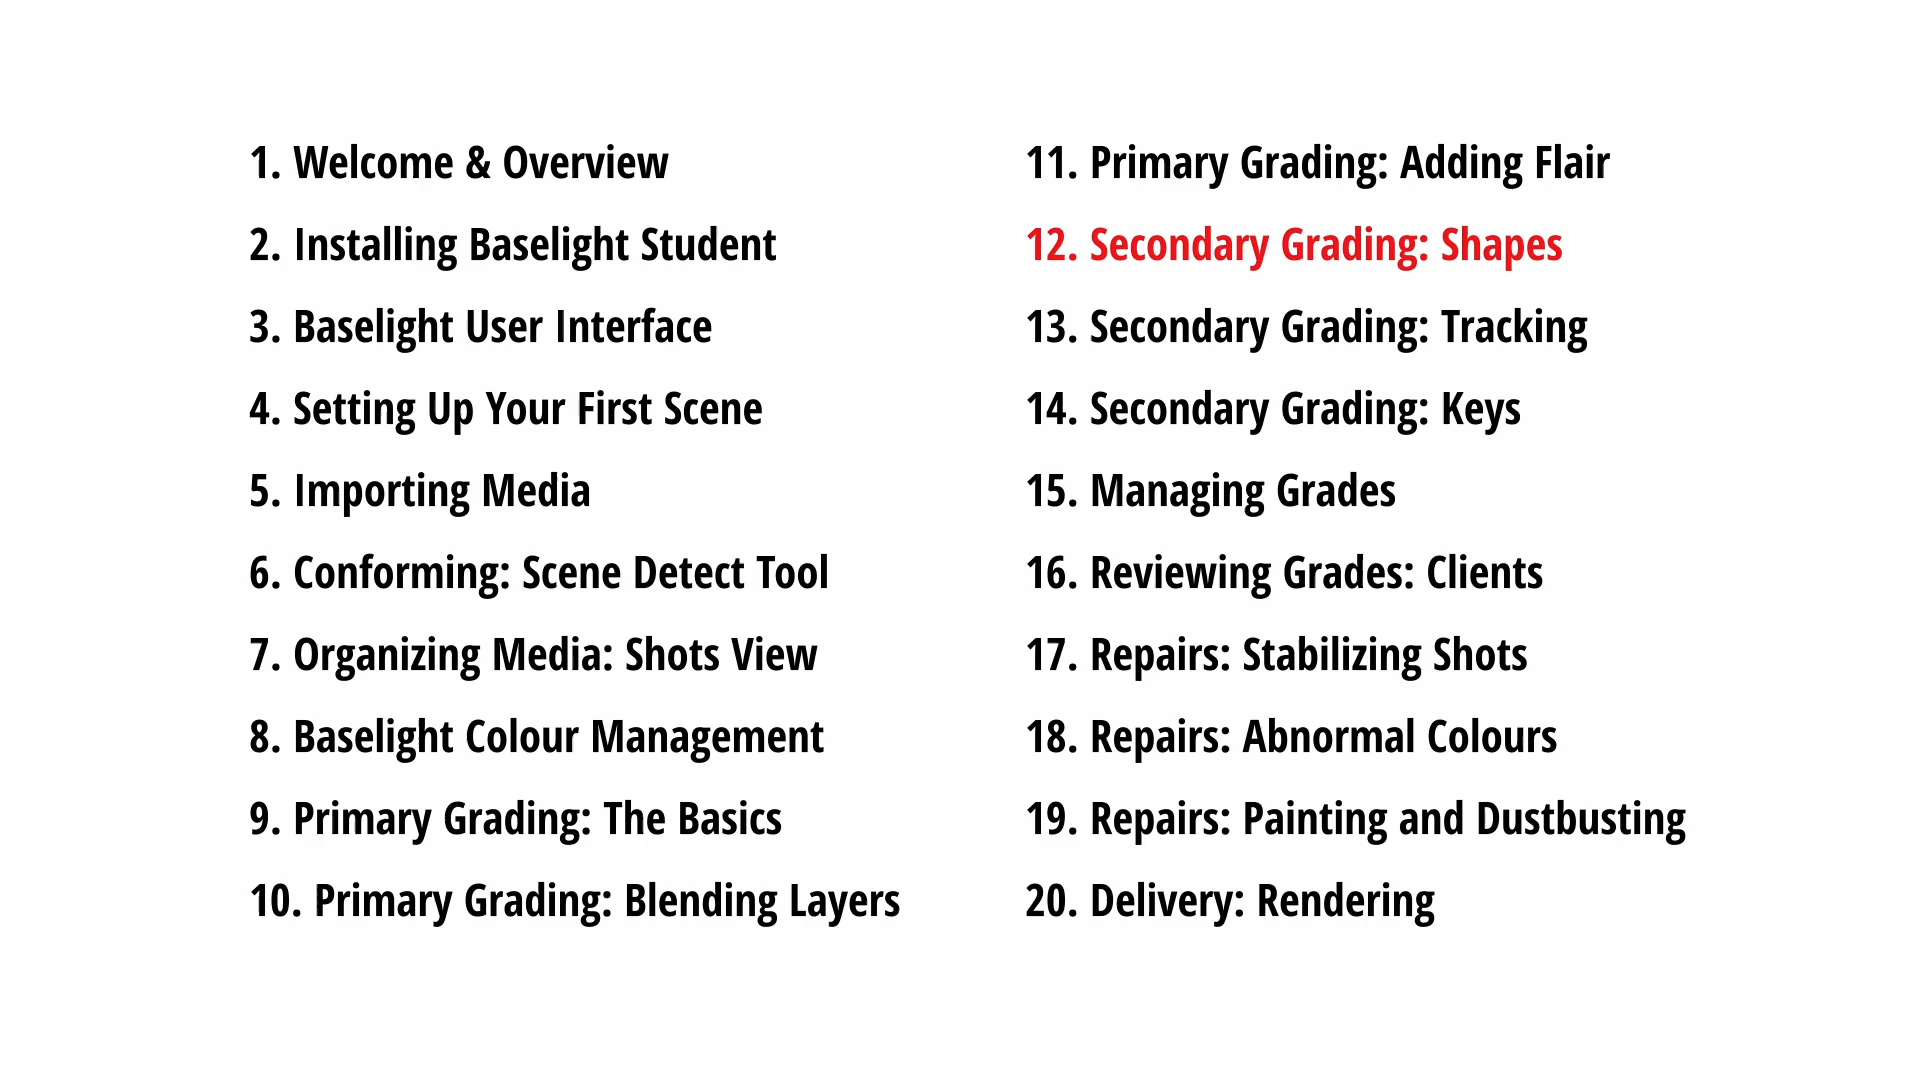 1. Welcome & Overview
2. Installing Baselight Student
3. Baselight User Interface
4. Setting Up Your First Scene
5. Importing Media
6. Conforming: Scene Detect Tool
7. Organizing Media: Shots View
8. Baselight Colour Management
9. Primary Grading: The Basics
10. Primary Grading: Blending Layers
11. Primary Grading: Adding Flair
12. Secondary Grading: Shapes
13. Secondary Grading: Tracking
14. Secondary Grading: Keys
15. Managing Grades
16. Reviewing Grades: Clients
17. Repairs: Stabilizing Shots
18. Repairs: Abnormal Colours
19. Repairs: Painting and Dustbusting
20. Delivery: Rendering